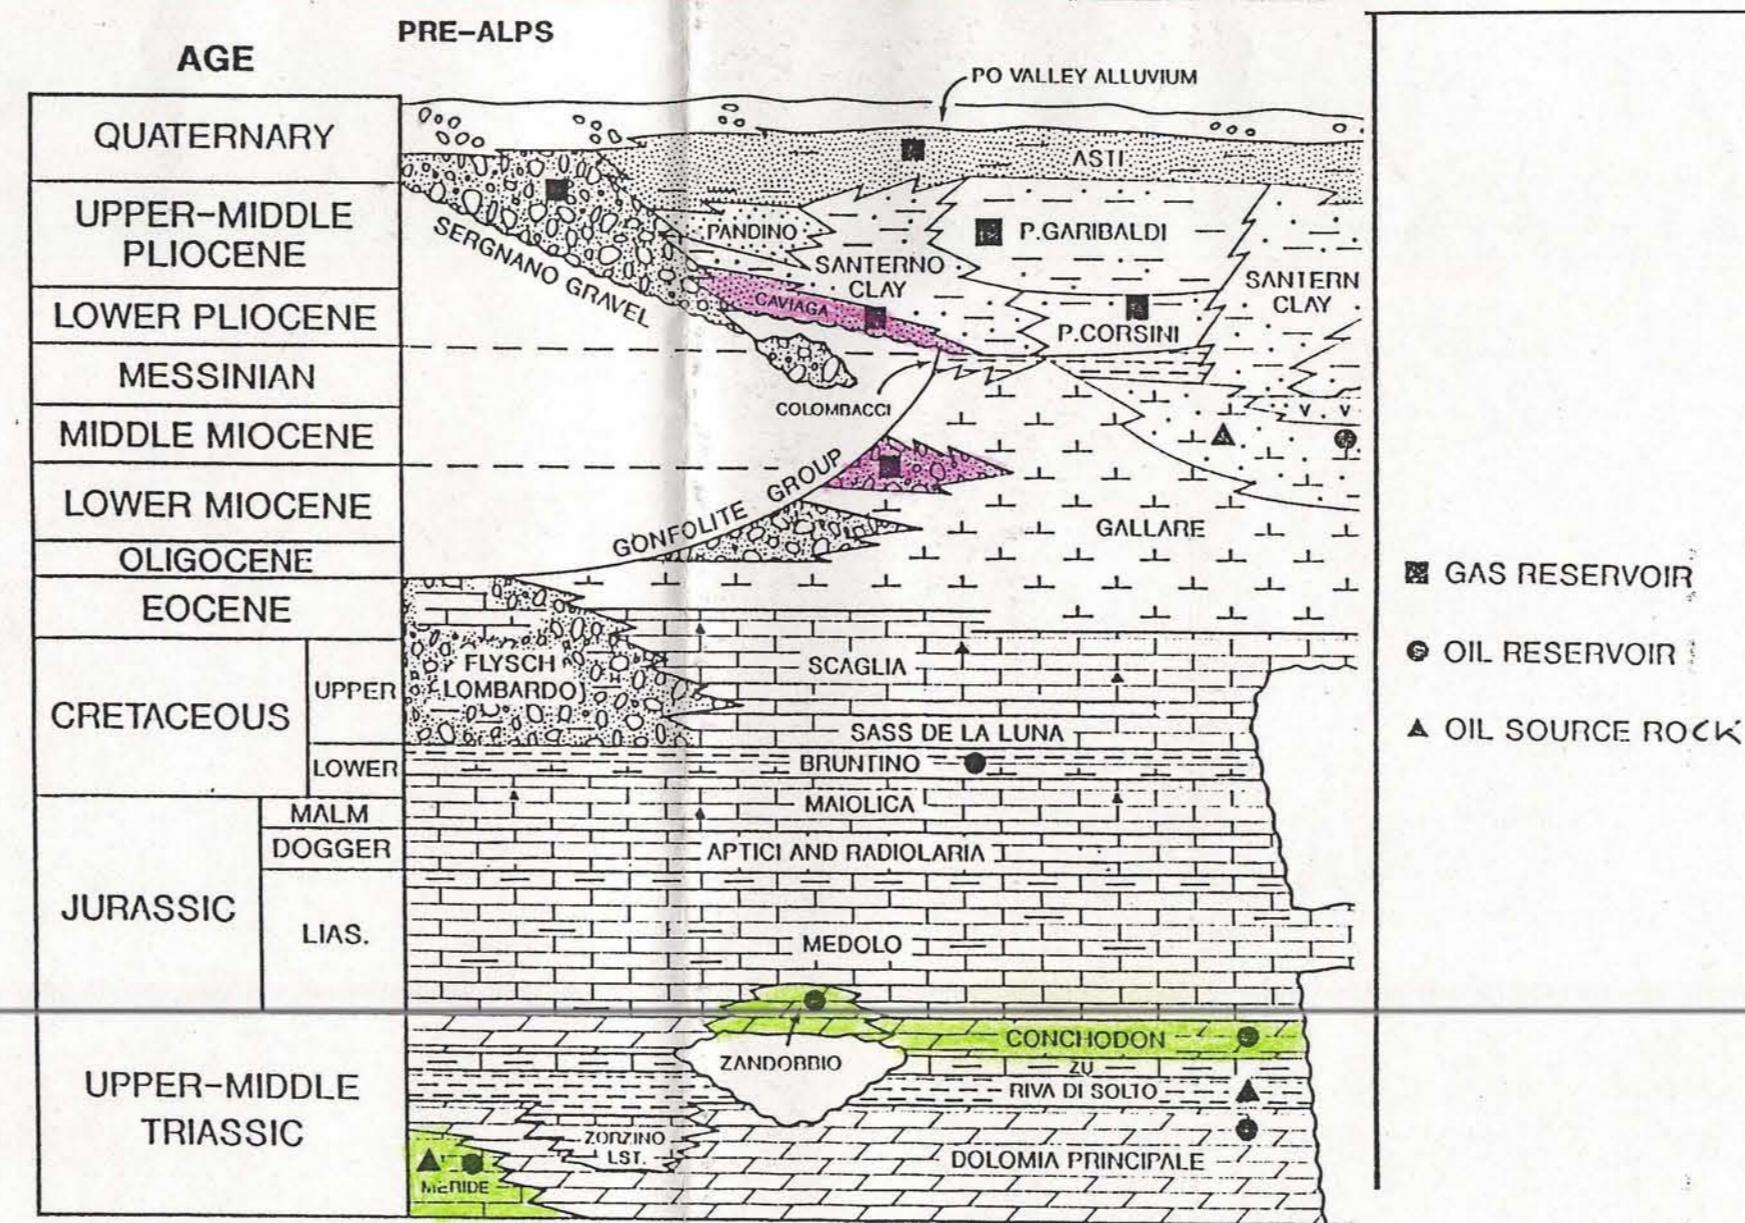 PRE-ALPS
AGE
PO VALLEY ALLUVIUM
QUATERNARY
ASTI
UPPER-MIDDLE
PLIOCENE
SERGNANO GRAVEL
PANDINO
P.GARIBALDI
SANTERNO
CLAY
SANTERN
CLAY
LOWER PLIOCENE
CAVIAGA
P.CORSINI
MESSINIAN
COLOMBACCI
V V
MIDDLE MIOCENE
LOWER MIOCENE
GONFOLITE GROUP
GALLARE
OLIGOCENE
EOCENE
CRETACEOUS
UPPER
LOWER
FLYSCH
LOMBARDO
SCAGLIA
SASS DE LA LUNA
BRUNTINO
MAIOLICA
JURASSIC
MALM
DOGGER
LIAS.
APTICI AND RADIOLARIA
MEDOLO
UPPER-MIDDLE
TRIASSIC
ZANDOBBIO
CONCHODON
ZU
RIVA DI SOLTO
ZORZINO
LST.
DOLOMIA PRINCIPALE
MERIDE
GAS RESERVOIR
OIL RESERVOIR
OIL SOURCE ROCK